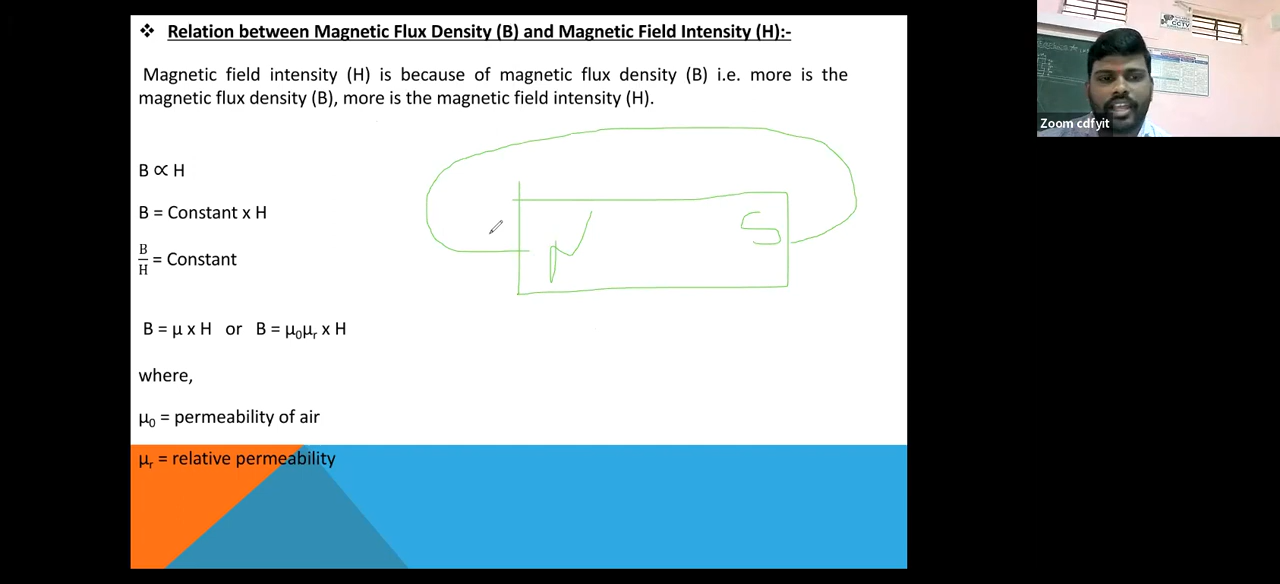 ❖ Relation between Magnetic Flux Density (B) and Magnetic Field Intensity (H):-
Magnetic field intensity (H) is because of magnetic flux density (B) i.e. more is the
magnetic flux density (B), more is the magnetic field intensity (H).
B ∝ H
B = Constant x H
B/H = Constant
B = μ x H or B = μ₀μᵣ x H
where,
μ₀ = permeability of air
μᵣ = relative permeability
N S
CCTV
Zoom cdfyit